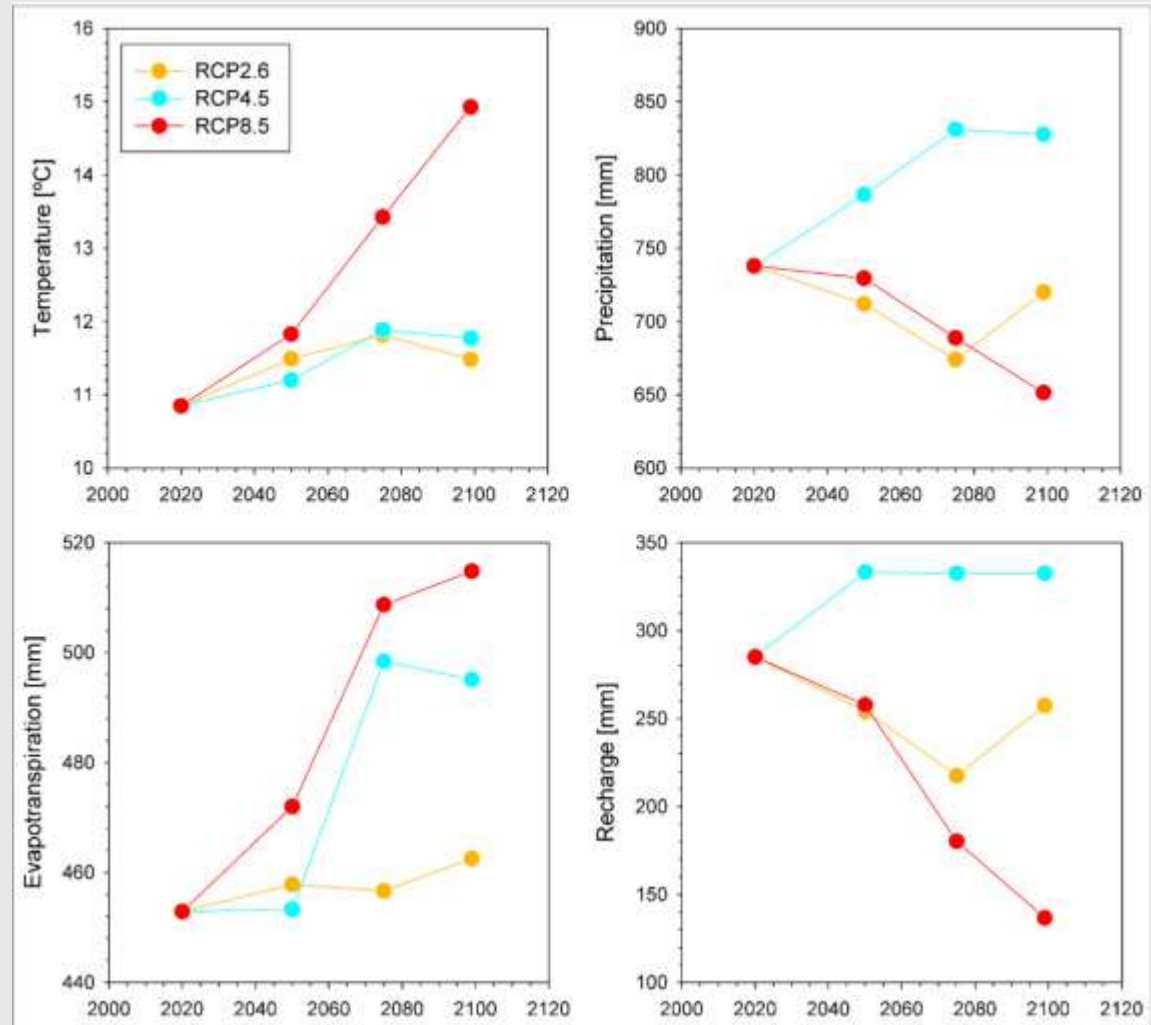 16
15
14
13
12
11
10
Temperature [ºC]
RCP2.6
RCP4.5
RCP8.5
2000 2020 2040 2060 2080 2100 2120
900
850
800
750
700
650
600
Precipitation [mm]
2000 2020 2040 2060 2080 2100 2120
520
500
480
460
440
Evapotranspiration [mm]
2000 2020 2040 2060 2080 2100 2120
350
300
250
200
150
100
Recharge [mm]
2000 2020 2040 2060 2080 2100 2120